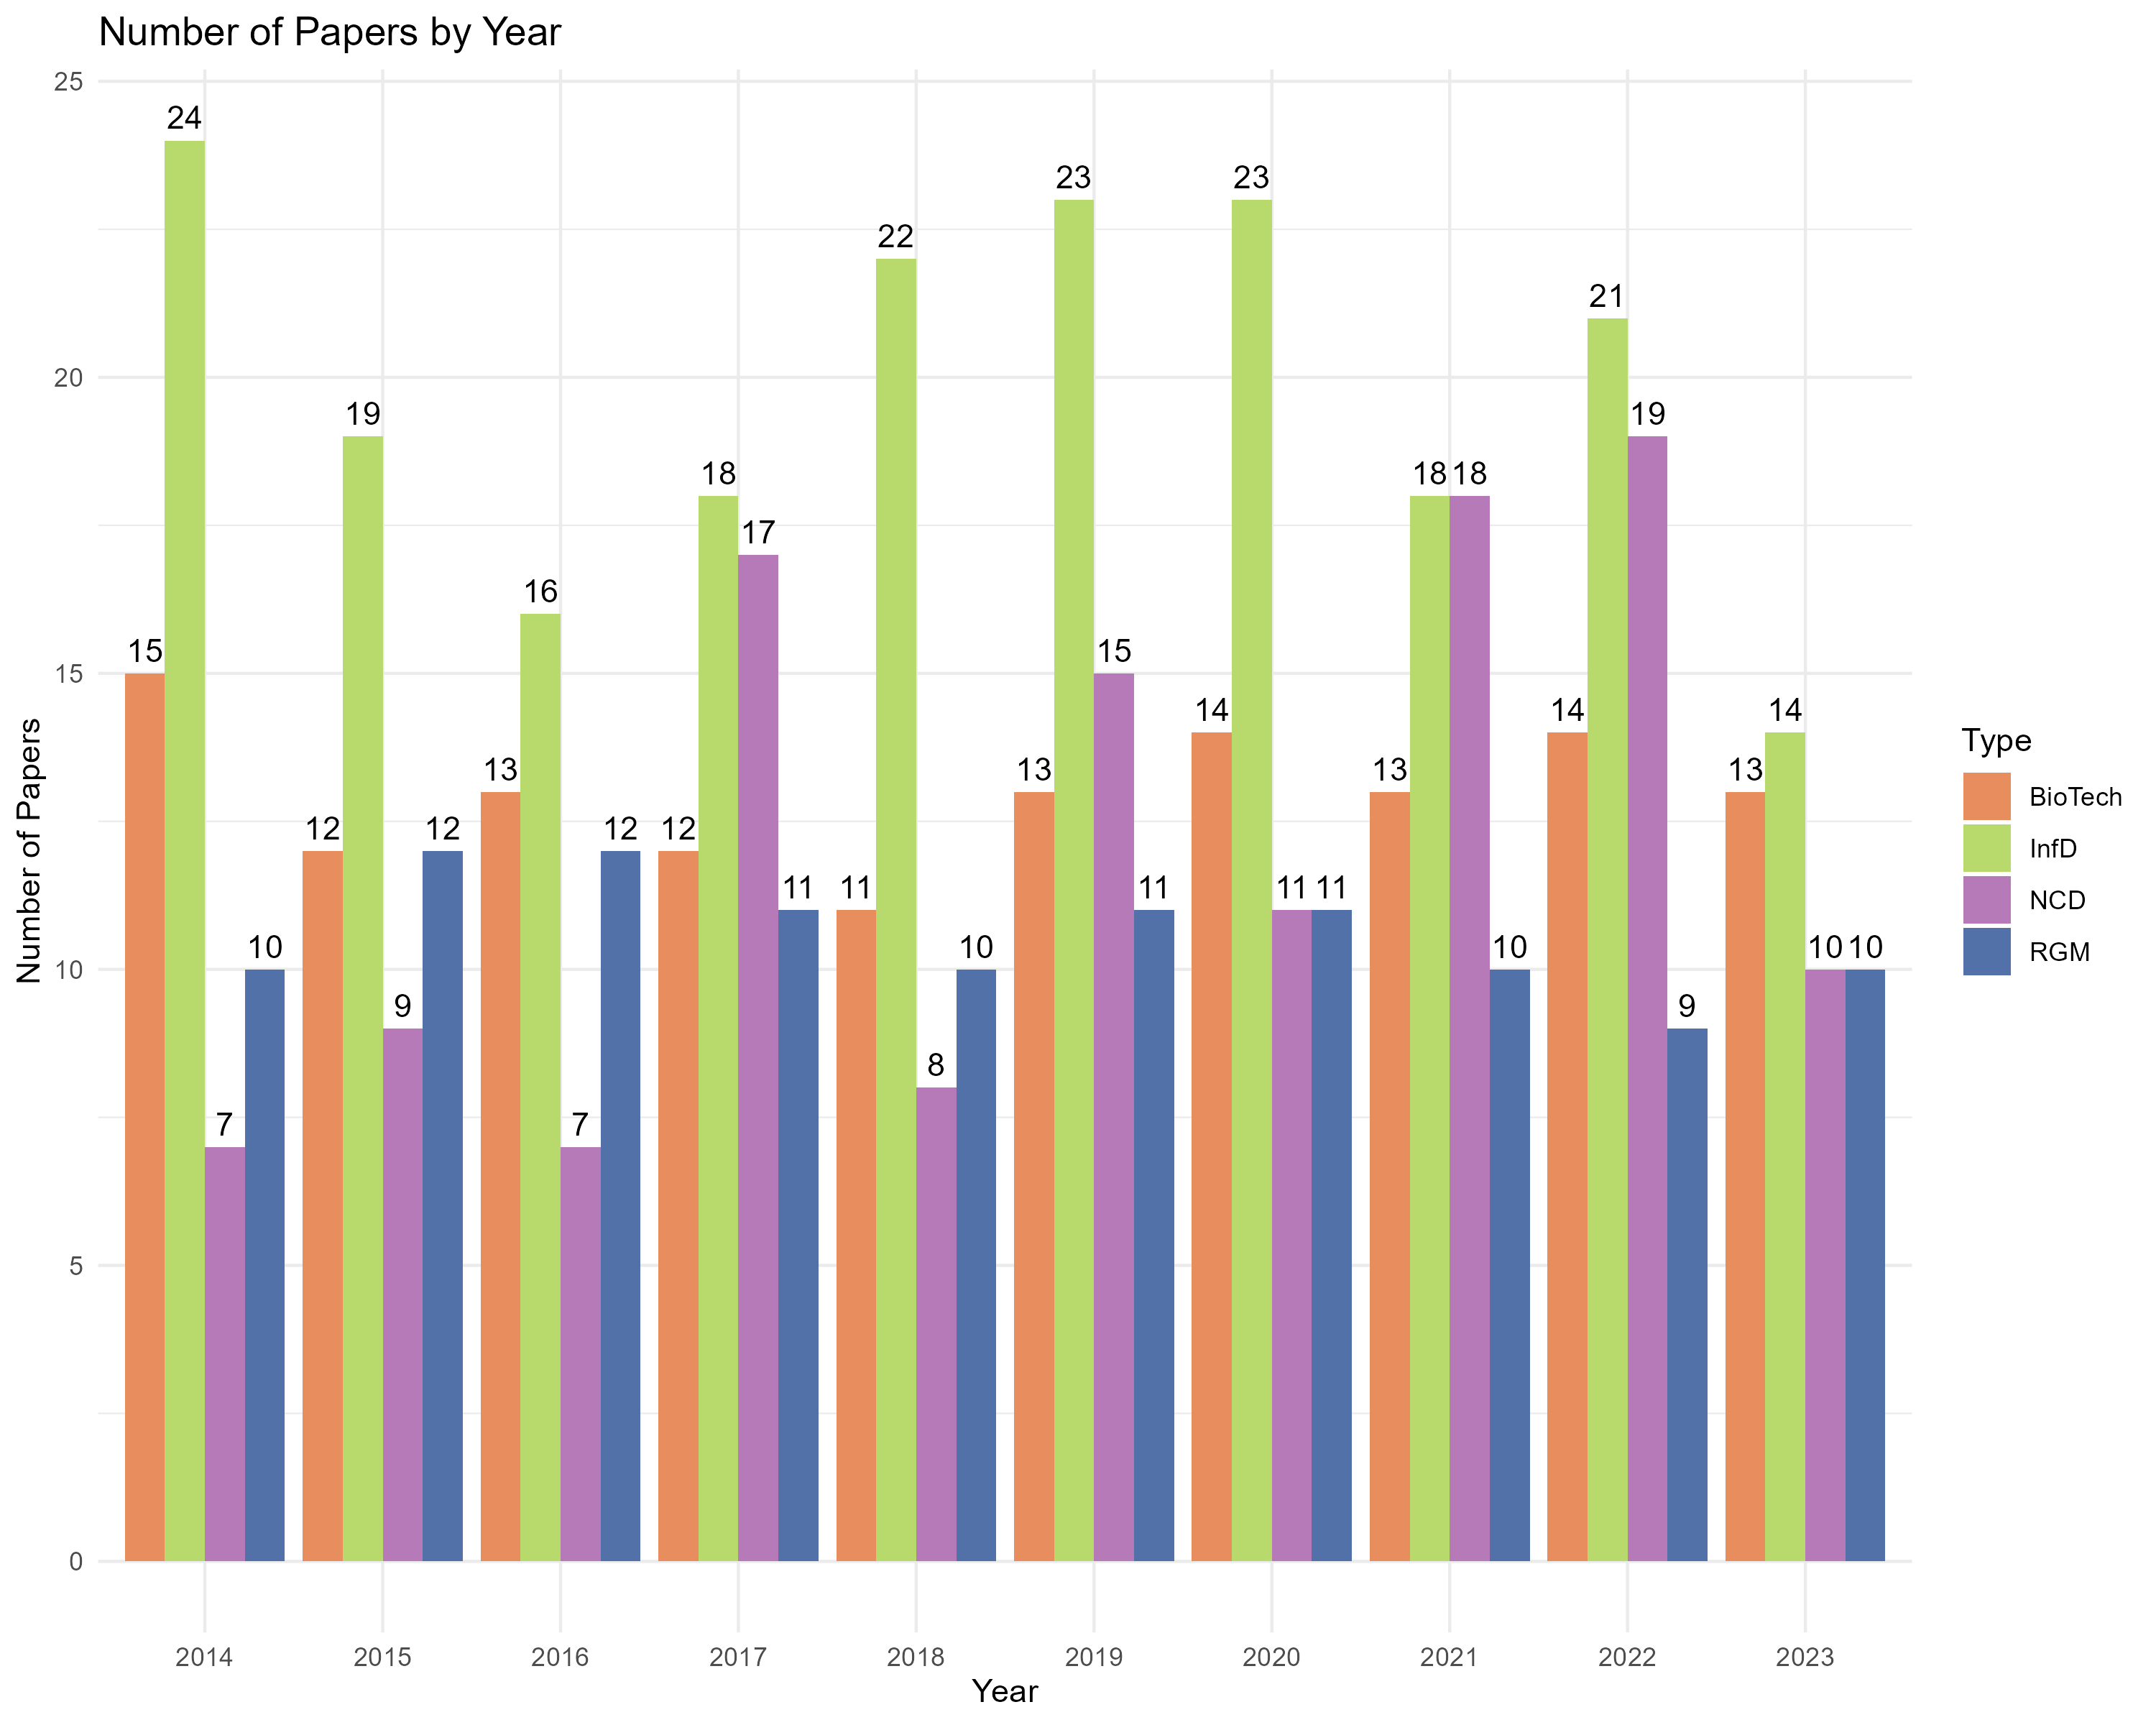 Number of Papers by Year
25
20
15
10
5
0
Number of Papers
15 24 7 10
12 19 9 12
13 16 7 12
12 18 17 11
11 22 8 10
13 23 15 11
14 23 11 11
13 18 18 10
14 21 19 9
13 14 10 10
2014 2015 2016 2017 2018 2019 2020 2021 2022 2023
Year
Type
BioTech
InfD
NCD
RGM